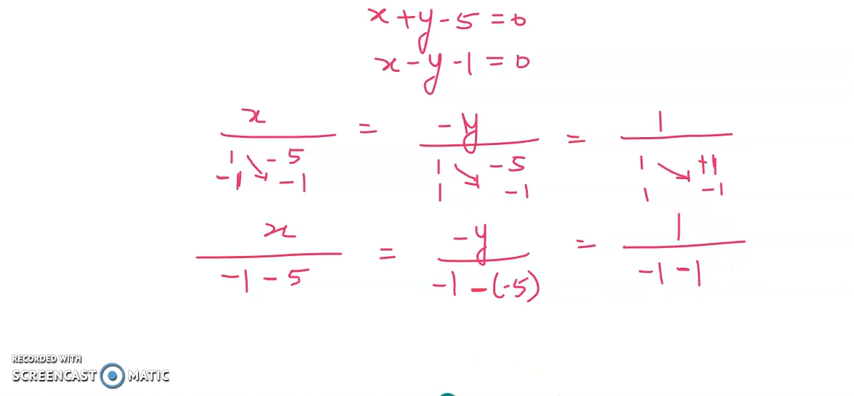 x + y - 5 = 0
x - y - 1 = 0
x = -y = 1
1 - 5 1 - 5 1 +1
-1 - 1 1 - 1 1 - 1
x = -y = 1
-1 - 5 -1 - (-5) -1 - 1
RECORDED WITH
SCREENCAST MATIC